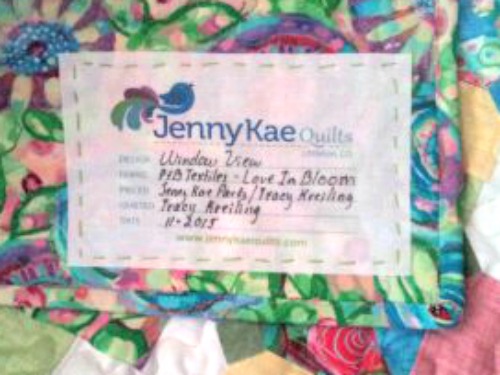 JennyKae Quilts
DESIGN: Window View
FABRIC: P&B Textiles - Love In Bloom
PIECED: Jenny Kae Parks / Tracy Kreiling
QUILTED: Tracy Kreiling
DATE: 11-2015
www.jennykaequilts.com